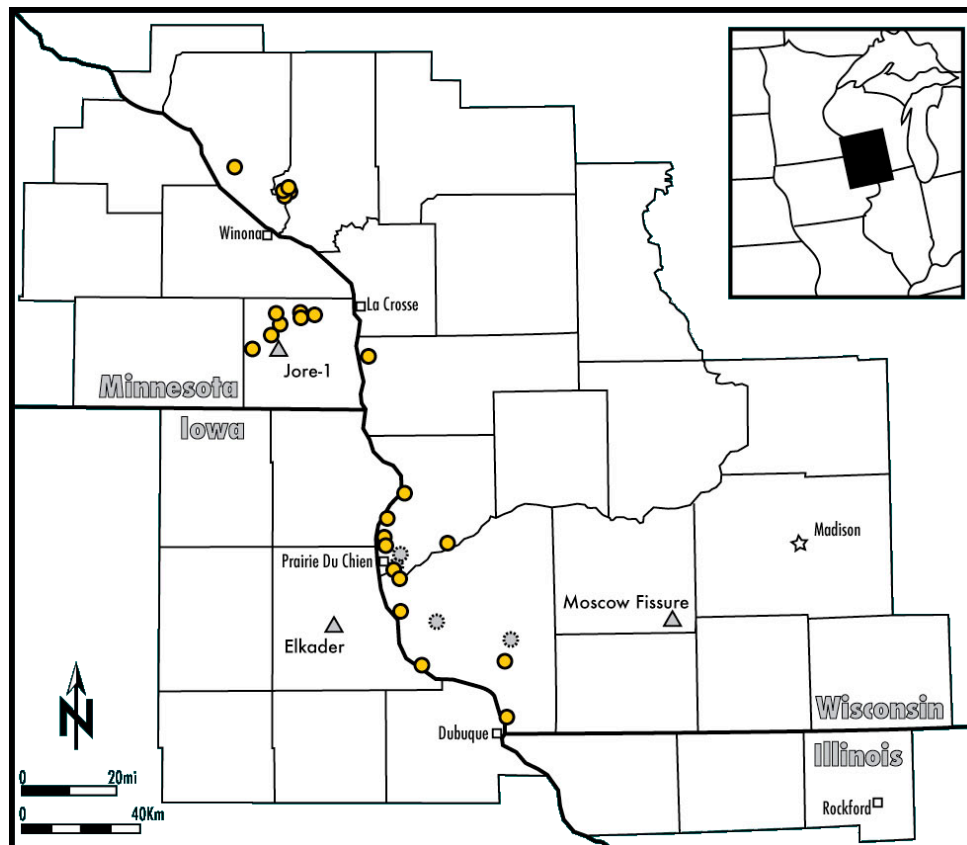 Winona
La Crosse
Jore-1
Minnesota
Iowa
Madison
Prairie Du Chien
Moscow Fissure
Elkader
Wisconsin
Dubuque
Illinois
N
0 20mi
Rockford
0 40Km